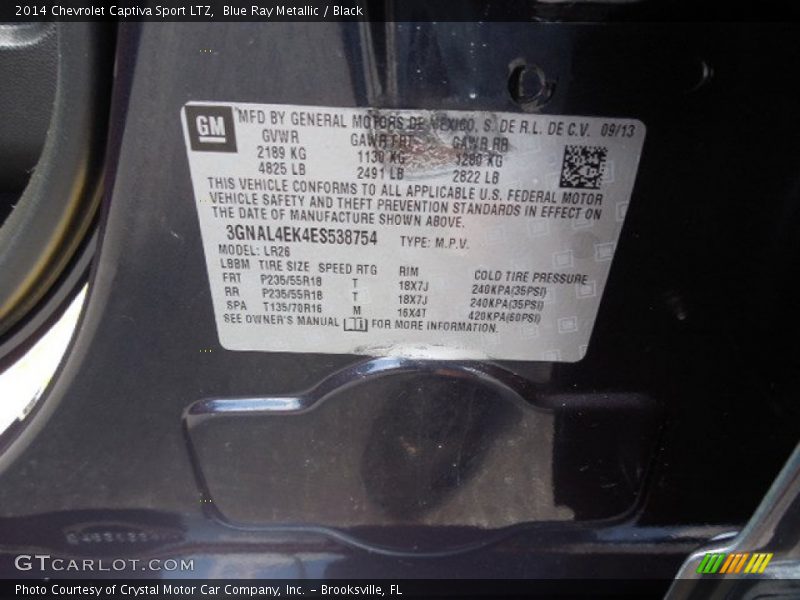 2014 Chevrolet Captiva Sport LTZ, Blue Ray Metallic / Black
GM
MFD BY GENERAL MOTORS DE MEXICO, S. DE R.L. DE C.V. 09/13
GVWR GAWR FRT GAWR RR
2189 KG 1130 KG 1280 KG
4825 LB 2491 LB 2822 LB
THIS VEHICLE CONFORMS TO ALL APPLICABLE U.S. FEDERAL MOTOR
VEHICLE SAFETY AND THEFT PREVENTION STANDARDS IN EFFECT ON
THE DATE OF MANUFACTURE SHOWN ABOVE.
3GNAL4EK4ES538754 TYPE: M.P.V.
MODEL: LR26
LBBM TIRE SIZE SPEED RTG RIM COLD TIRE PRESSURE
FRT P235/55R18 T 18X7J 240KPA(35PSI)
RR P235/55R18 T 18X7J 240KPA(35PSI)
SPA T135/70R16 M 16X4T 420KPA(60PSI)
SEE OWNER'S MANUAL FOR MORE INFORMATION.
GTCARLOT.COM
Photo Courtesy of Crystal Motor Car Company, Inc. - Brooksville, FL